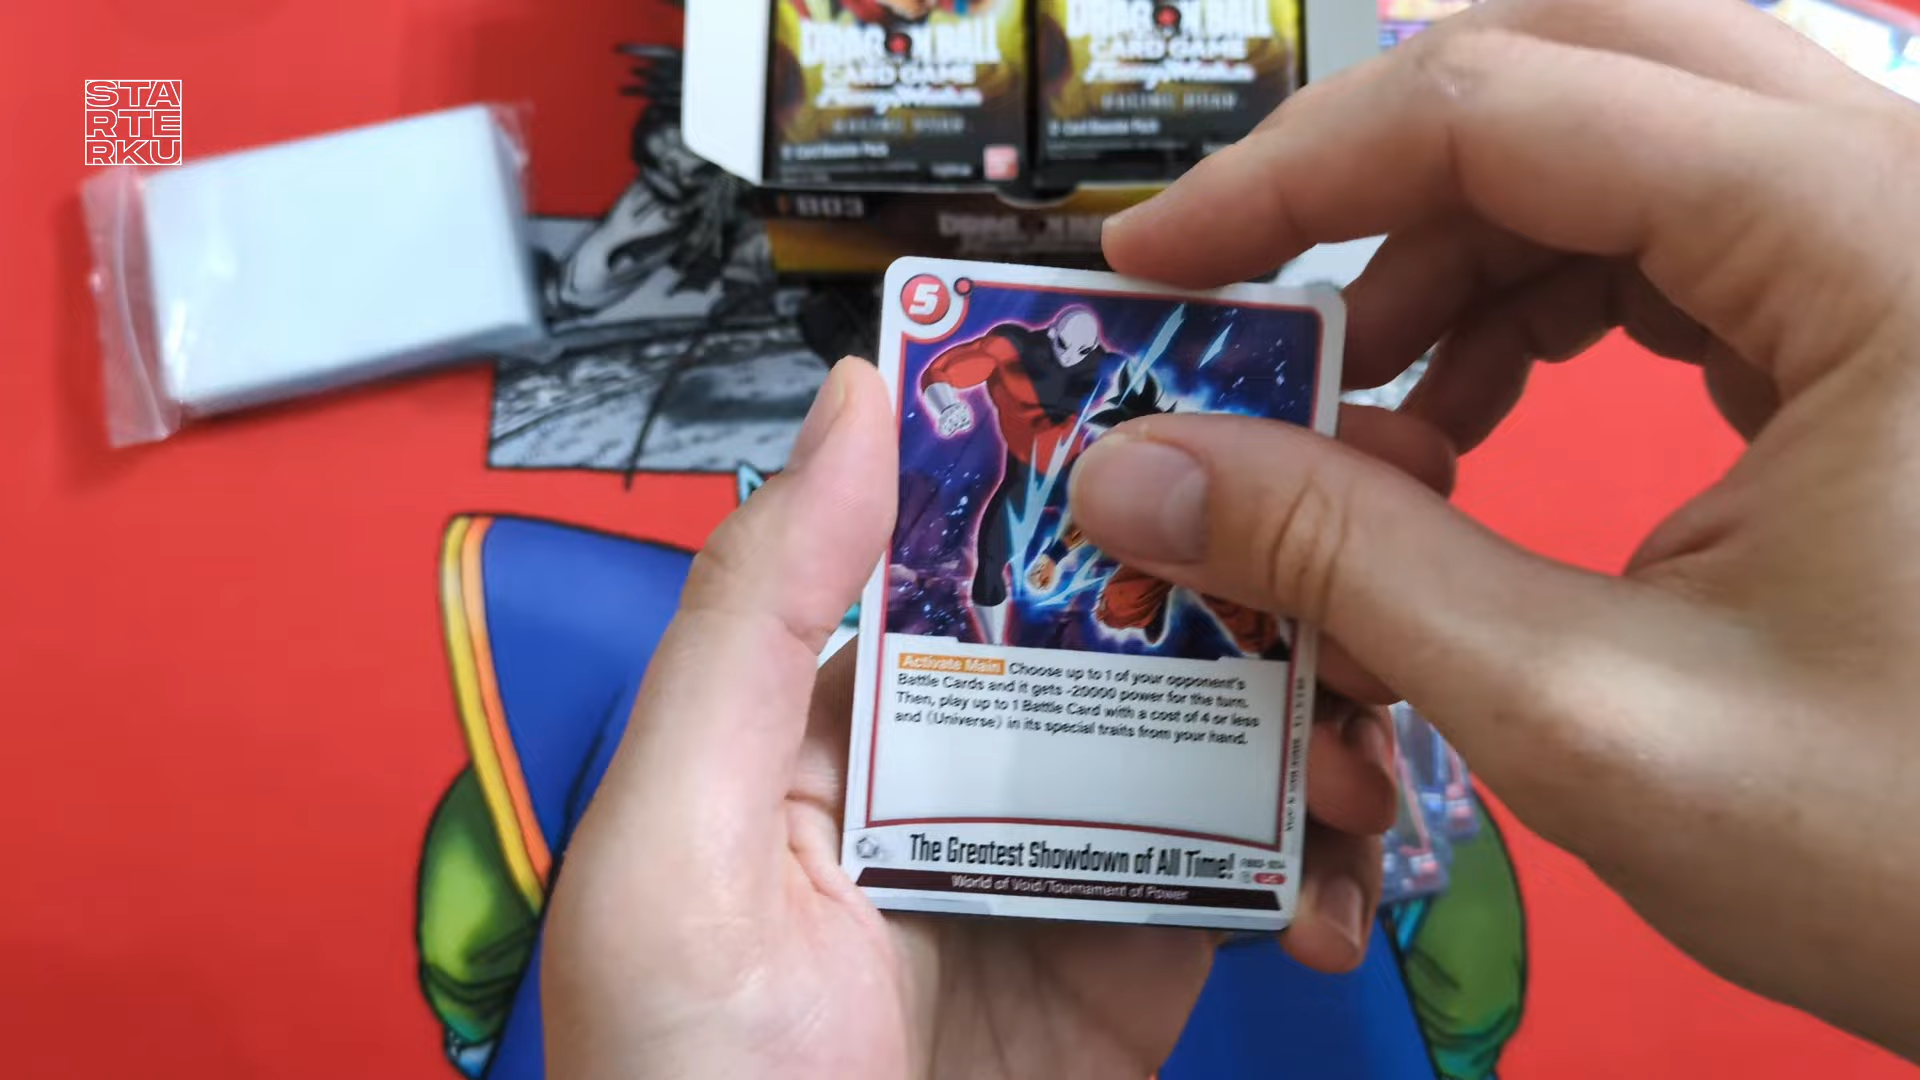 STA
RTE
RKU
DRAGON BALL
CARD GAME
DRAGON BALL
CARD GAME
FB03
5
Activate Main Choose up to 1 of your opponent's
Battle Cards and it gets -20000 power for the turn.
Then, play up to 1 Battle Card with a cost of 4 or less
and《Universe》in its special traits from your hand.
The Greatest Showdown of All Time!
World of Void/Tournament of Power